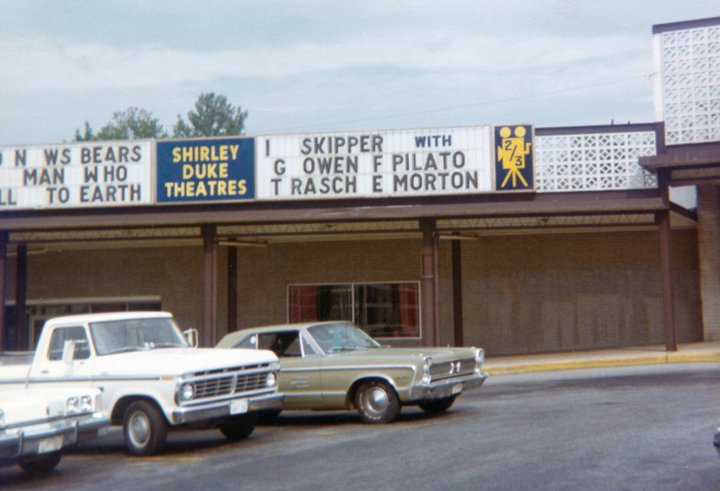 O N WS BEARS
MAN WHO
LL TO EARTH
SHIRLEY
DUKE
THEATRES
I SKIPPER WITH
G OWEN F PILATO
T RASCH E MORTON
2/3